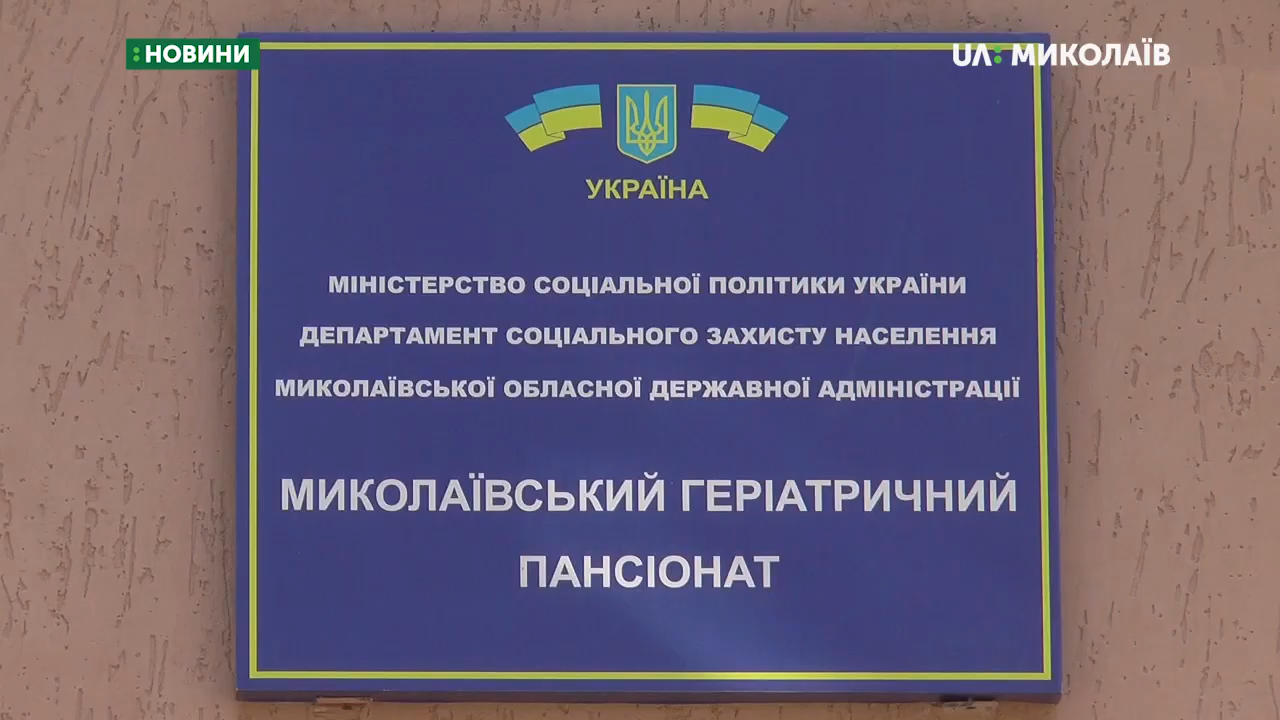 :НОВИНИ
UA: МИКОЛАЇВ
УКРАЇНА
МІНІСТЕРСТВО СОЦІАЛЬНОЇ ПОЛІТИКИ УКРАЇНИ
ДЕПАРТАМЕНТ СОЦІАЛЬНОГО ЗАХИСТУ НАСЕЛЕННЯ
МИКОЛАЇВСЬКОЇ ОБЛАСНОЇ ДЕРЖАВНОЇ АДМІНІСТРАЦІЇ
МИКОЛАЇВСЬКИЙ ГЕРІАТРИЧНИЙ
ПАНСІОНАТ